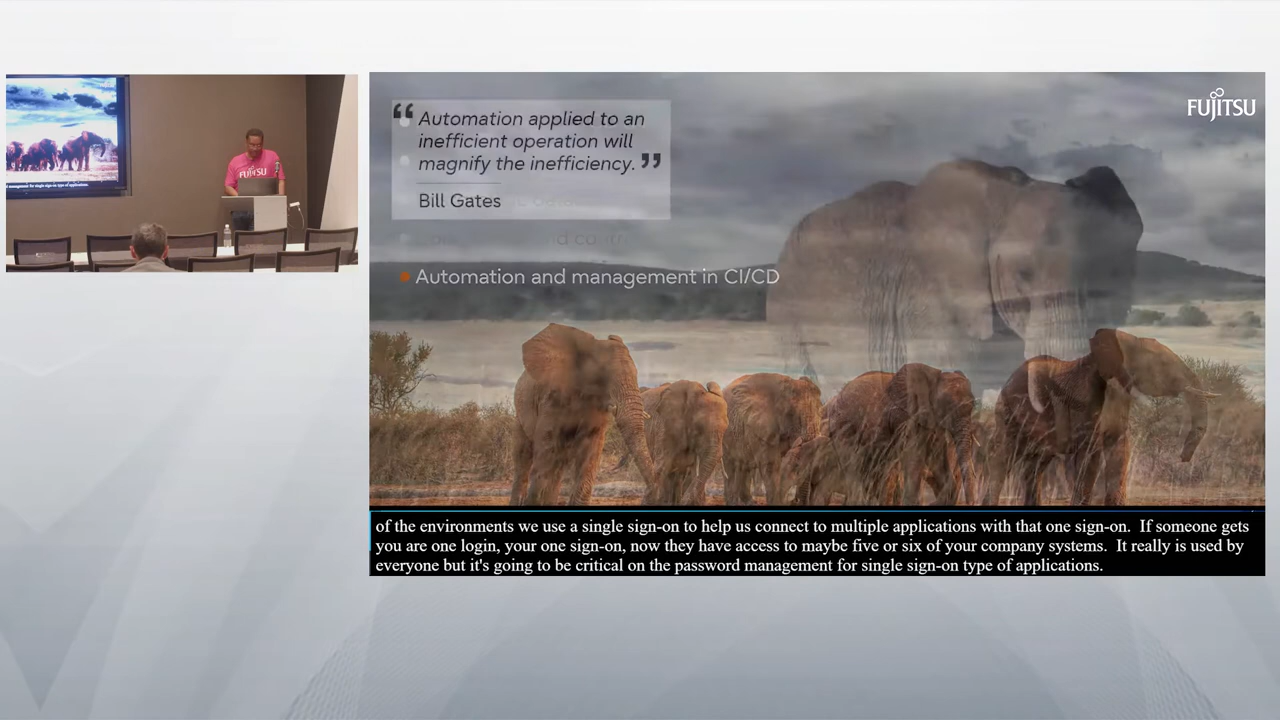 FUJITSU
“ Automation applied to an
inefficient operation will
magnify the inefficiency. ”
Bill Gates
Automation and management in CI/CD
FUJITSU
of the environments we use a single sign-on to help us connect to multiple applications with that one sign-on. If someone gets
you are one login, your one sign-on, now they have access to maybe five or six of your company systems. It really is used by
everyone but it's going to be critical on the password management for single sign-on type of applications.